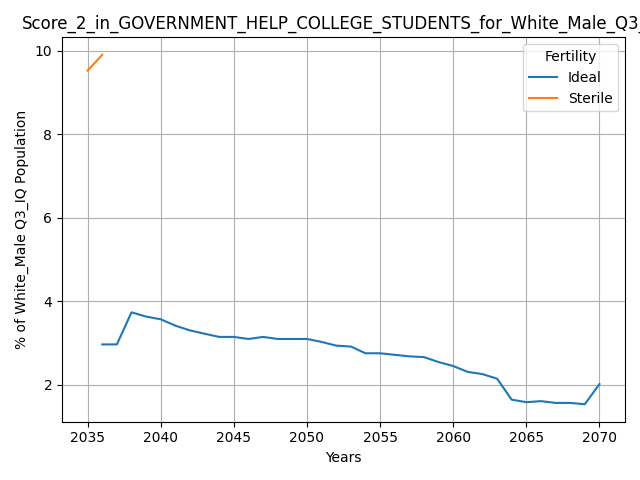 Score_2_in_GOVERNMENT_HELP_COLLEGE_STUDENTS_for_White_Male_Q3_
% of White_Male Q3_IQ Population
10
8
6
4
2
Fertility
Ideal
Sterile
2035 2040 2045 2050 2055 2060 2065 2070
Years